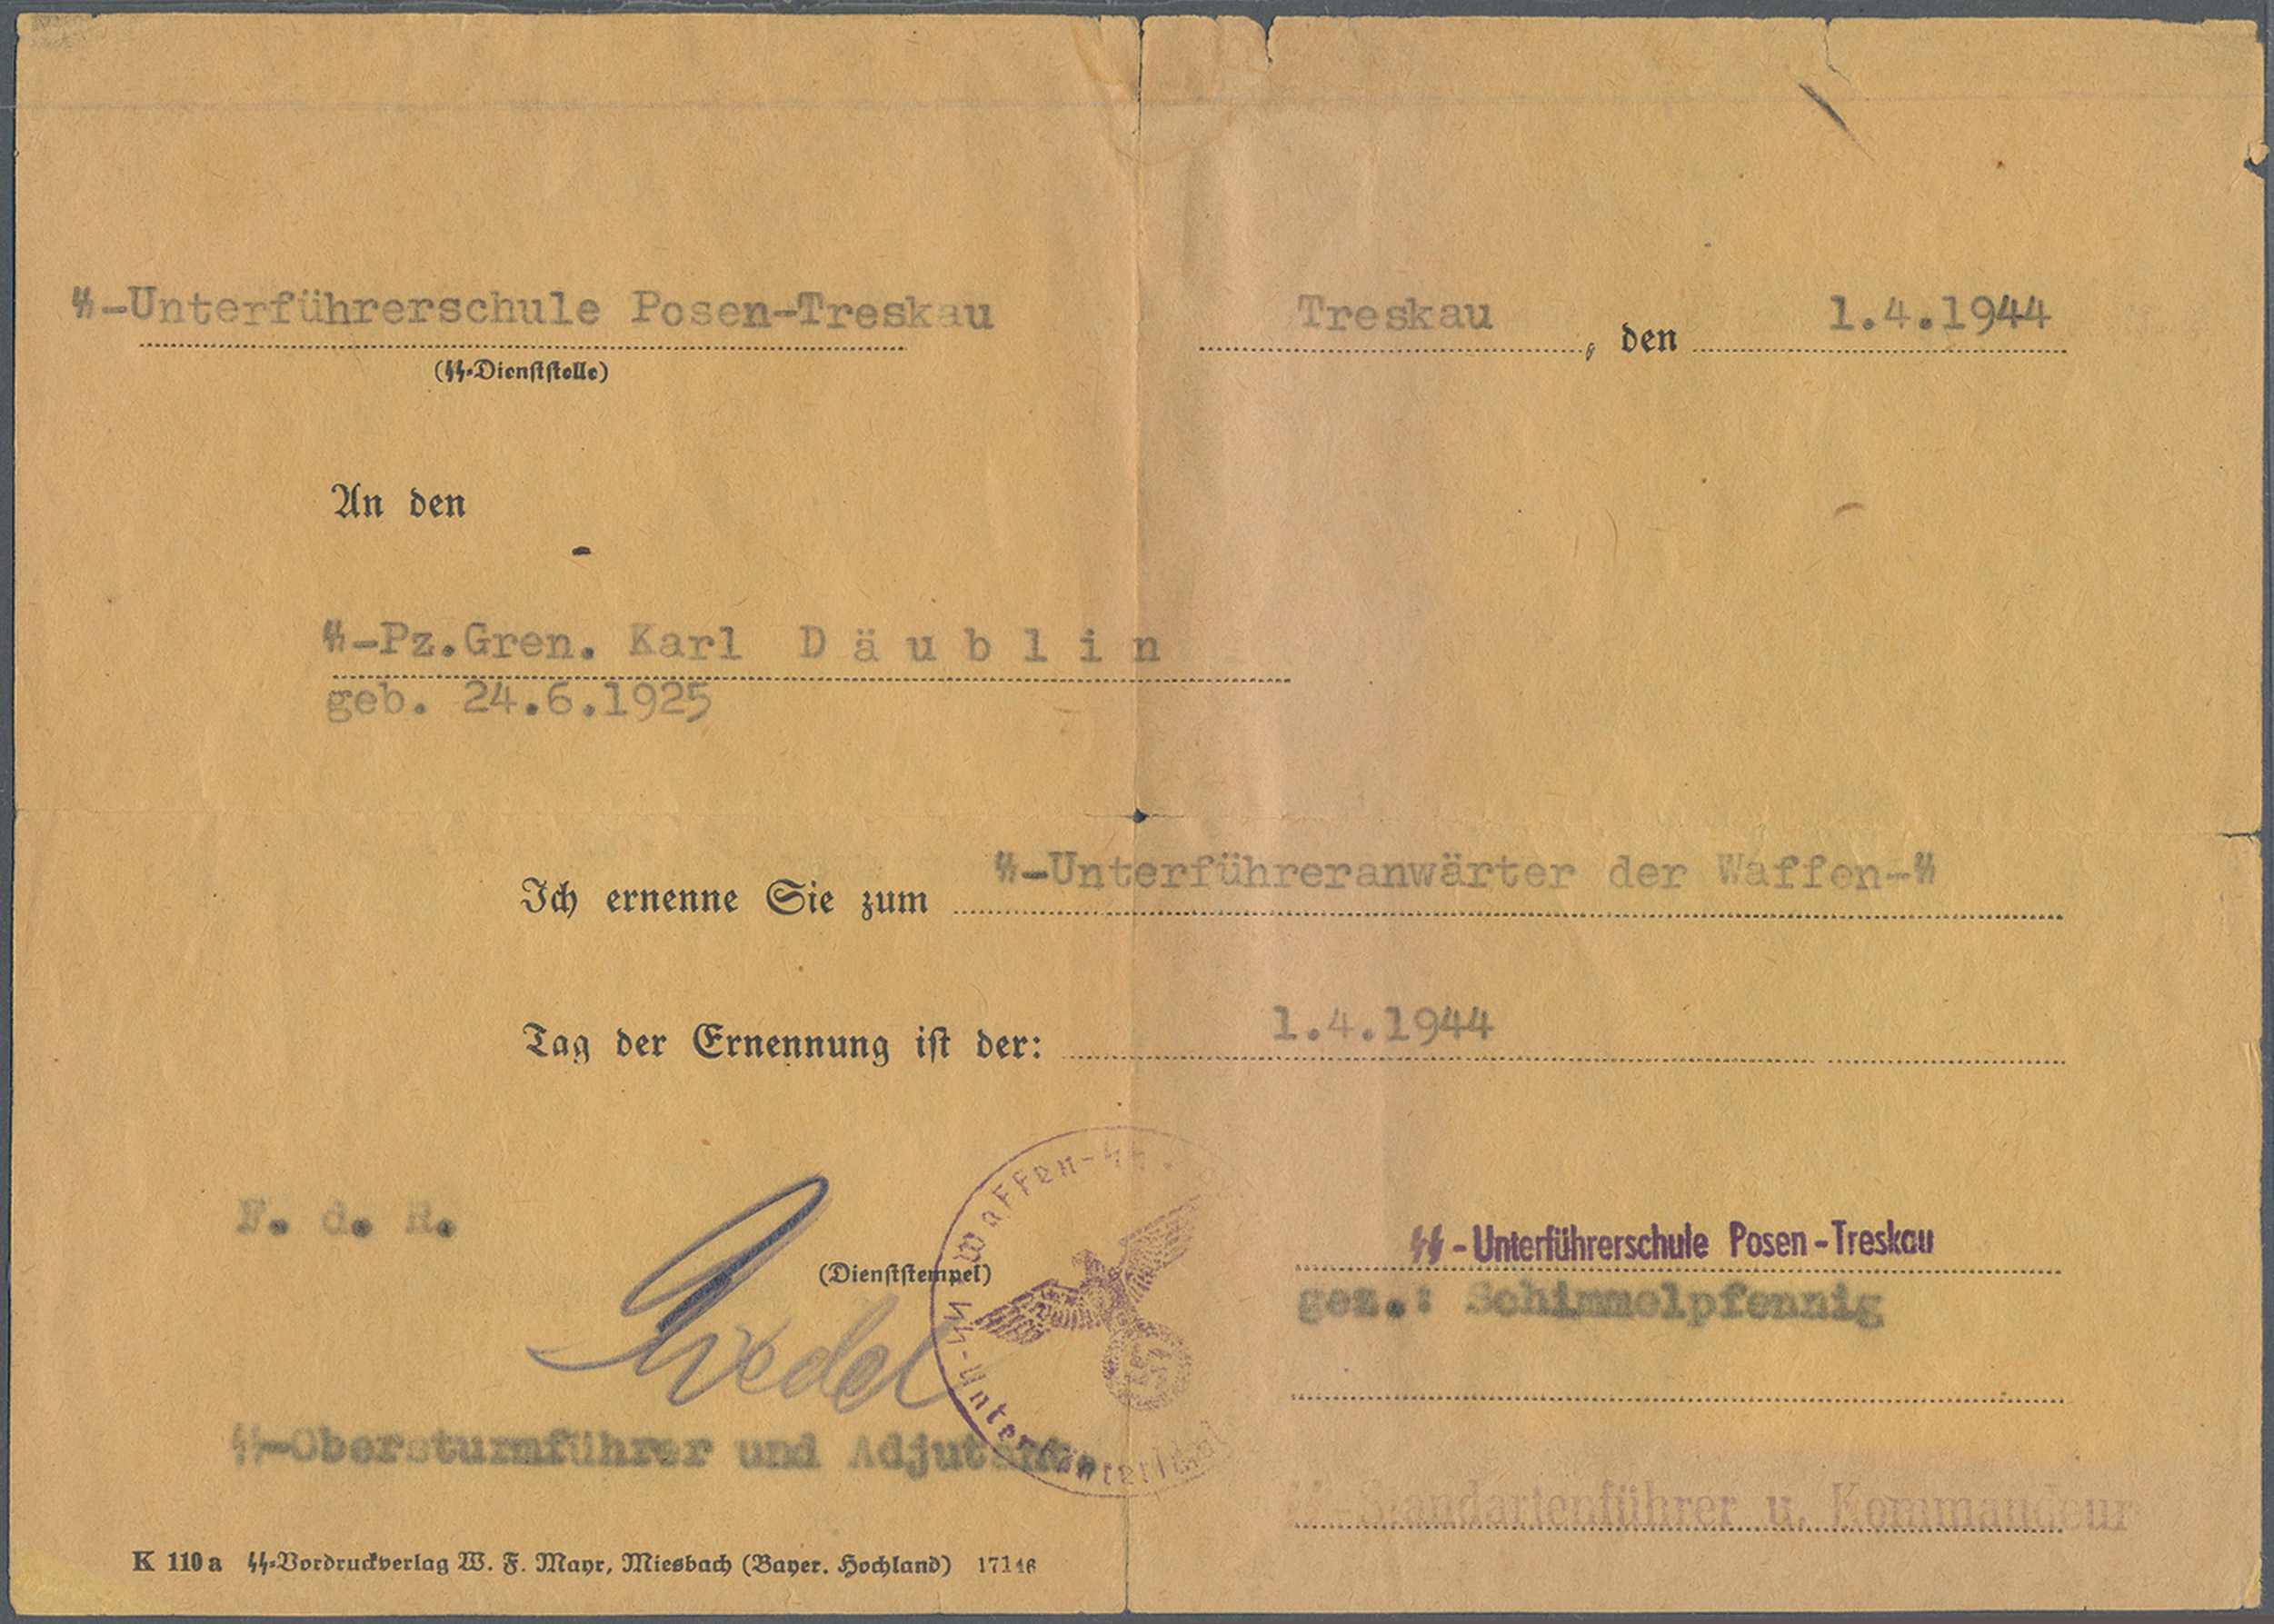 ᛋᛋ-Unterführerschule Posen-Treskau
(ᛋᛋ-Dienststelle)
Treskau, den 1.4.1944
An den
ᛋᛋ-Pz.Gren. Karl D ä u b l i n
geb. 24.6.1925
Ich ernenne Sie zum ᛋᛋ-Unterführeranwärter der Waffen-ᛋᛋ
Tag der Ernennung ist der: 1.4.1944
F. d. R.
(Dienststempel)
Waffen-ᛋᛋ
ᛋᛋ-Unterführerschule Posen-Treskau
gez.: Schimmelpfennig
ᛋᛋ-Obersturmführer und Adjutant.
ᛋᛋ-Standartenführer u. Kommandeur
K 110a ᛋᛋ-Vordruckverlag W. F. Mayr, Miesbach (Bayer. Hochland) 17146